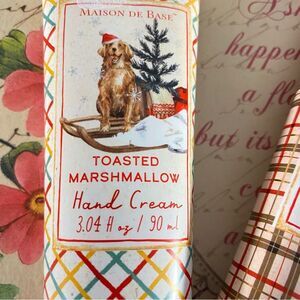 MAISON DE BASE
TOASTED
MARSHMALLOW
Hand Cream
3.04 fl oz / 90 ml
happen
a fl
but its